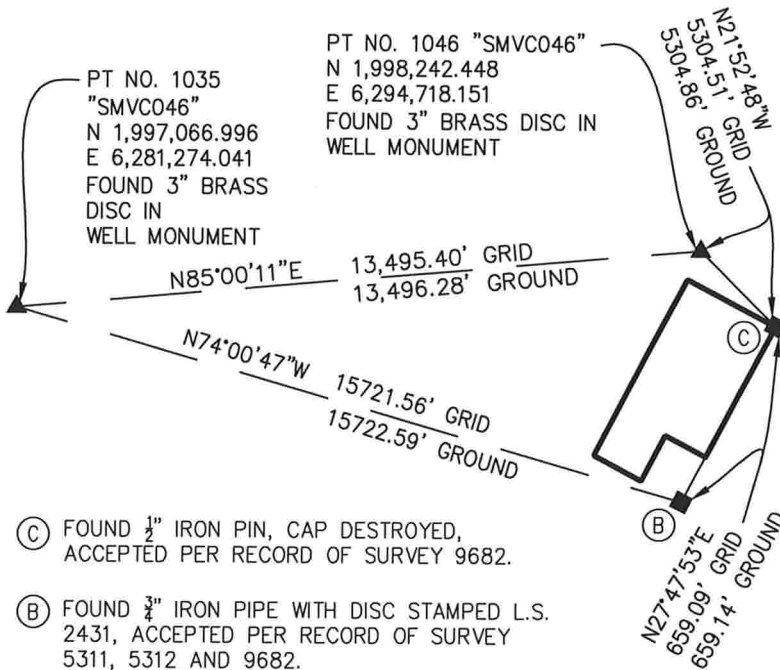 PT NO. 1035
"SMVC046"
N 1,997,066.996
E 6,281,274.041
FOUND 3" BRASS
DISC IN
WELL MONUMENT
PT NO. 1046 "SMVC046"
N 1,998,242.448
E 6,294,718.151
FOUND 3" BRASS DISC IN
WELL MONUMENT
N21°52'48"W
5304.51' GRID
5304.86' GROUND
N85°00'11"E
13,495.40' GRID
13,496.28' GROUND
N74°00'47"W
15721.56' GRID
15722.59' GROUND
C
B
N27°47'53"E
659.09' GRID
659.14' GROUND
C FOUND ½" IRON PIN, CAP DESTROYED,
ACCEPTED PER RECORD OF SURVEY 9682.
B FOUND ¾" IRON PIPE WITH DISC STAMPED L.S.
2431, ACCEPTED PER RECORD OF SURVEY
5311, 5312 AND 9682.